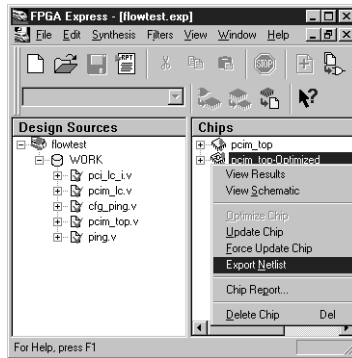 FPGA Express - [flowtest.exp]
File Edit Synthesis Filters View Window Help
RPT
STOP
Design Sources
Chips
flowtest
WORK
pci_lc_i.v
pcim_lc.v
cfg_ping.v
pcim_top.v
ping.v
pcim_top
pcim_top-Optimized
View Results
View Schematic
Optimize Chip
Update Chip
Force Update Chip
Export Netlist
Chip Report...
Delete Chip Del
For Help, press F1